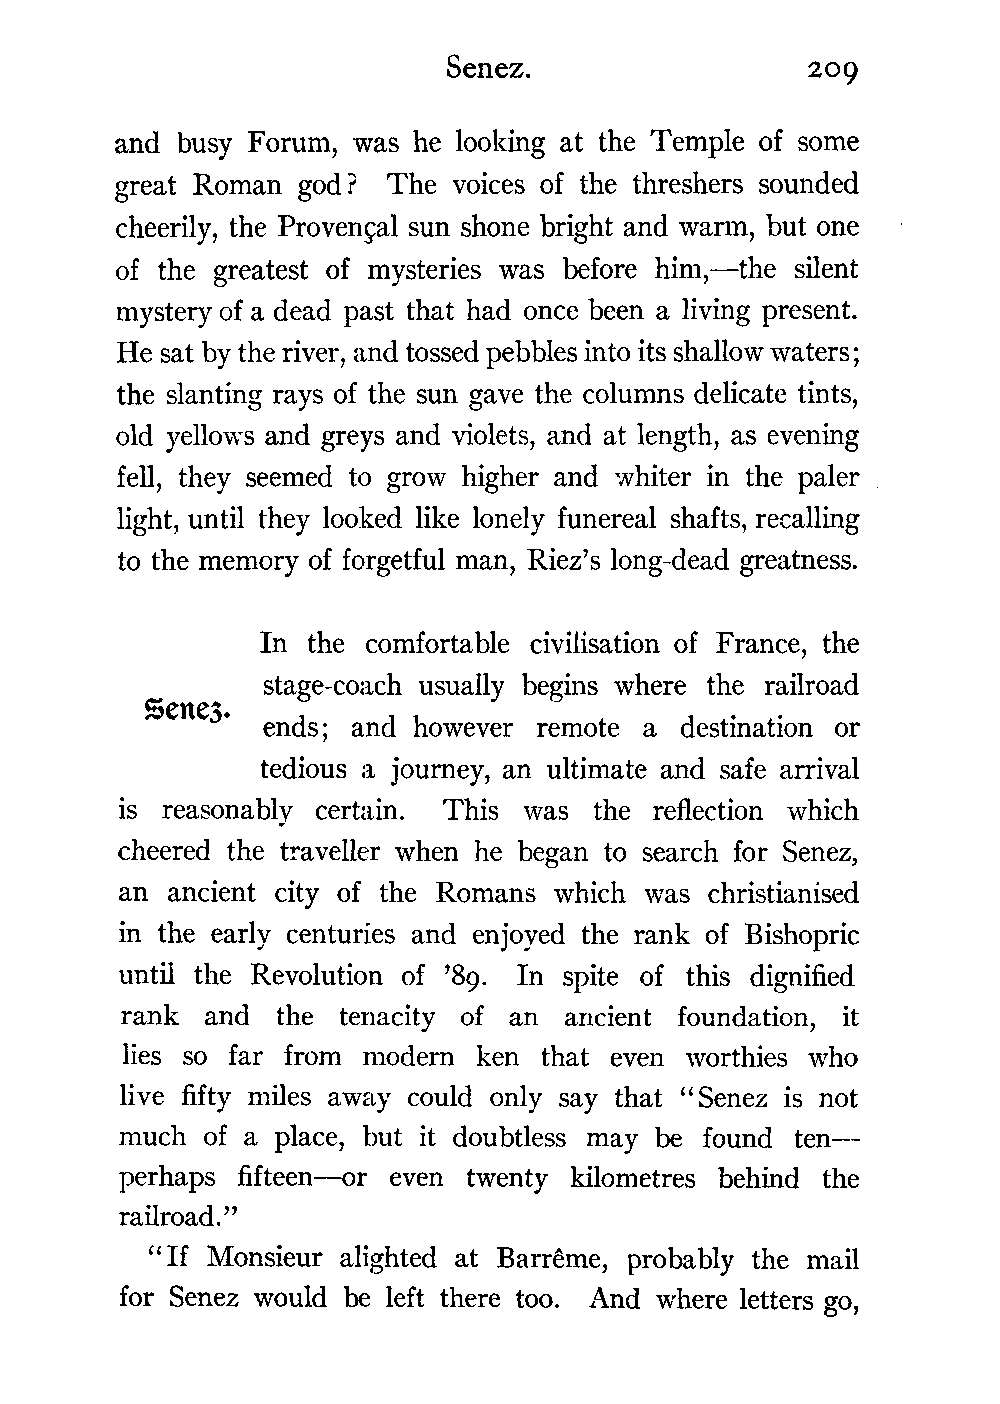 Senez. 209
and busy Forum, was he looking at the Temple of some
great Roman god? The voices of the threshers sounded
cheerily, the Provençal sun shone bright and warm, but one
of the greatest of mysteries was before him,—the silent
mystery of a dead past that had once been a living present.
He sat by the river, and tossed pebbles into its shallow waters;
the slanting rays of the sun gave the columns delicate tints,
old yellows and greys and violets, and at length, as evening
fell, they seemed to grow higher and whiter in the paler
light, until they looked like lonely funereal shafts, recalling
to the memory of forgetful man, Riez's long-dead greatness.
Senez.
In the comfortable civilisation of France, the
stage-coach usually begins where the railroad
ends; and however remote a destination or
tedious a journey, an ultimate and safe arrival
is reasonably certain. This was the reflection which
cheered the traveller when he began to search for Senez,
an ancient city of the Romans which was christianised
in the early centuries and enjoyed the rank of Bishopric
until the Revolution of '89. In spite of this dignified
rank and the tenacity of an ancient foundation, it
lies so far from modern ken that even worthies who
live fifty miles away could only say that "Senez is not
much of a place, but it doubtless may be found ten—
perhaps fifteen—or even twenty kilometres behind the
railroad."
"If Monsieur alighted at Barrême, probably the mail
for Senez would be left there too. And where letters go,